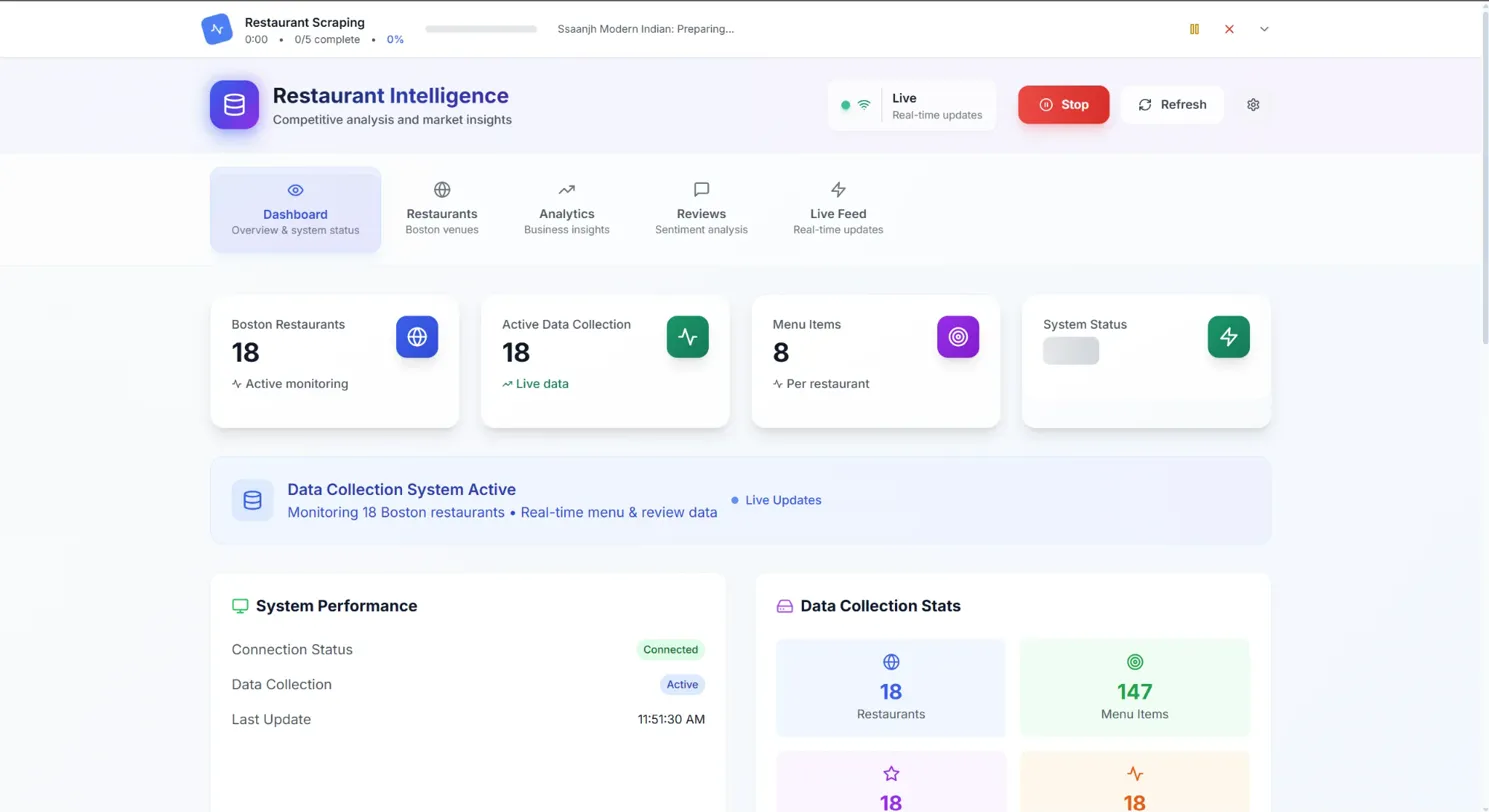 Restaurant Scraping
0:00 • 0/5 complete • 0%
Ssaanjh Modern Indian: Preparing...
Restaurant Intelligence
Competitive analysis and market insights
Live
Real-time updates
Stop
Refresh
Dashboard
Overview & system status
Restaurants
Boston venues
Analytics
Business insights
Reviews
Sentiment analysis
Live Feed
Real-time updates
Boston Restaurants
18
Active monitoring
Active Data Collection
18
Live data
Menu Items
8
Per restaurant
System Status
Data Collection System Active
Monitoring 18 Boston restaurants • Real-time menu & review data
Live Updates
System Performance
Connection Status
Connected
Data Collection
Active
Last Update
11:51:30 AM
Data Collection Stats
18
Restaurants
147
Menu Items
18
18